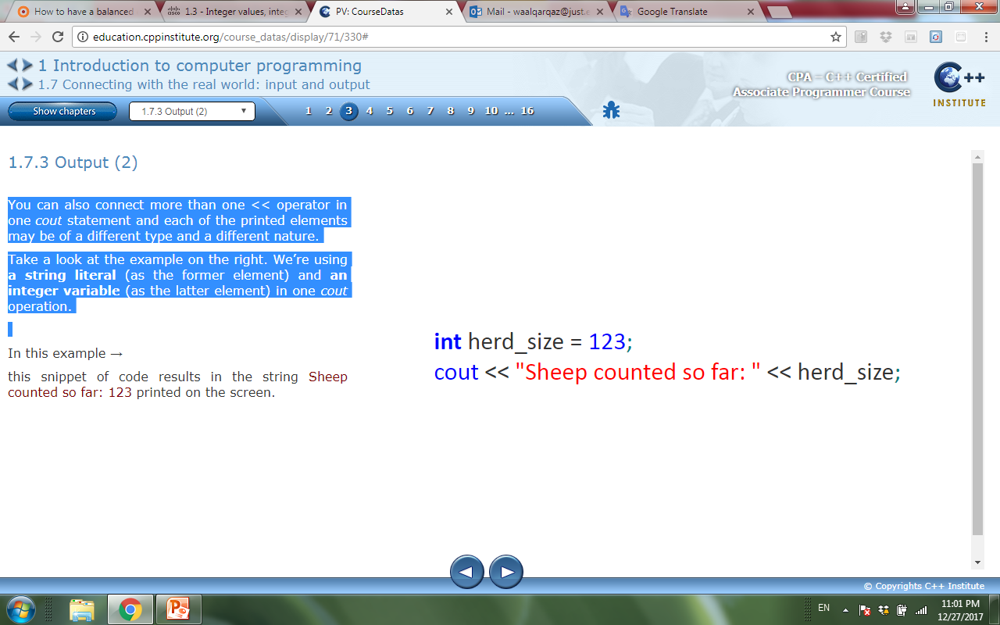 How to have a balanced
1.3 - Integer values, integ
PV: CourseDatas
Mail - waalqarqaz@just.e
Google Translate
education.cppinstitute.org/course_datas/display/71/330#
1 Introduction to computer programming
1.7 Connecting with the real world: input and output
CPA – C++ Certified
Associate Programmer Course
C++
INSTITUTE
Show chapters
1.7.3 Output (2)
1 2 3 4 5 6 7 8 9 10 ... 16
1.7.3 Output (2)
You can also connect more than one << operator in
one cout statement and each of the printed elements
may be of a different type and a different nature.
Take a look at the example on the right. We’re using
a string literal (as the former element) and an
integer variable (as the latter element) in one cout
operation.
In this example →
this snippet of code results in the string Sheep
counted so far: 123 printed on the screen.
int herd_size = 123;
cout << "Sheep counted so far: " << herd_size;
© Copyrights C++ Institute
EN
11:01 PM
12/27/2017